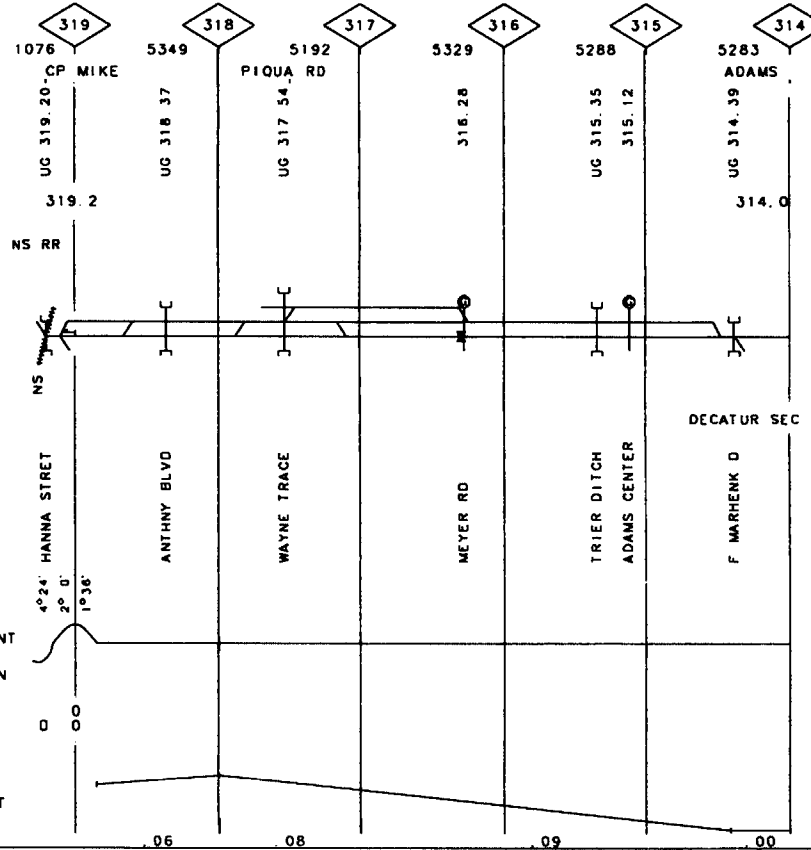 319 318 317 316 315 314
1076 5349 5192 5329 5288 5283
CP MIKE PIQUA RD ADAMS
UG 319.20
UG 318 37
UG 317 54
316.28
UG 315.35
315.12
UG 314.39
319.2 314.0
NS RR
NS
DECATUR SEC
HANNA STRET
ANTHNY BLVD
WAYNE TRACE
MEYER RD
TRIER DITCH
ADAMS CENTER
F MARHENK D
4°24'
2° 0'
1°36'
NT
N
0
0 0
T
.06 .08 .09 .00